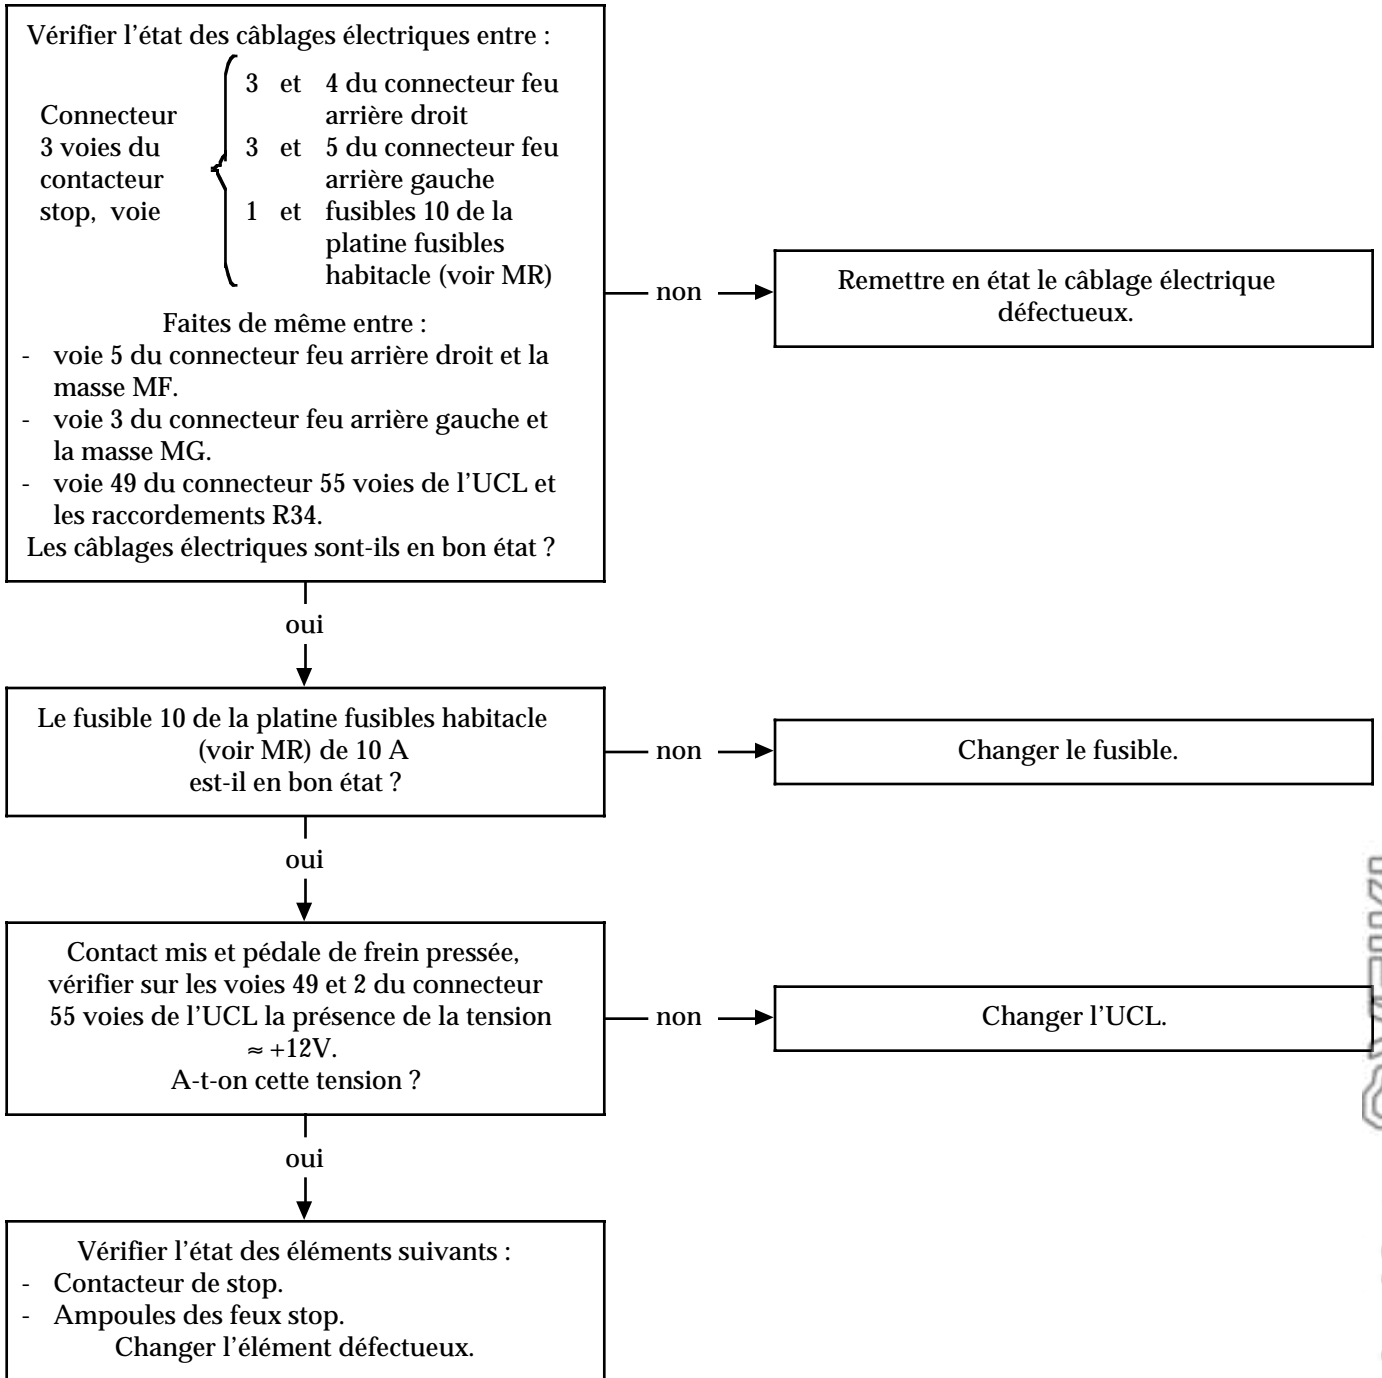 Vérifier l’état des câblages électriques entre :
Connecteur
3 voies du
contacteur
stop, voie
3 et 4 du connecteur feu
arrière droit
3 et 5 du connecteur feu
arrière gauche
1 et fusibles 10 de la
platine fusibles
habitacle (voir MR)
Faites de même entre :
- voie 5 du connecteur feu arrière droit et la
masse MF.
- voie 3 du connecteur feu arrière gauche et
la masse MG.
- voie 49 du connecteur 55 voies de l’UCL et
les raccordements R34.
Les câblages électriques sont-ils en bon état ?
non
Remettre en état le câblage électrique
défectueux.
oui
Le fusible 10 de la platine fusibles habitacle
(voir MR) de 10 A
est-il en bon état ?
non
Changer le fusible.
oui
Contact mis et pédale de frein pressée,
vérifier sur les voies 49 et 2 du connecteur
55 voies de l’UCL la présence de la tension
≈ +12V.
A-t-on cette tension ?
non
Changer l’UCL.
oui
Vérifier l’état des éléments suivants :
- Contacteur de stop.
- Ampoules des feux stop.
Changer l’élément défectueux.